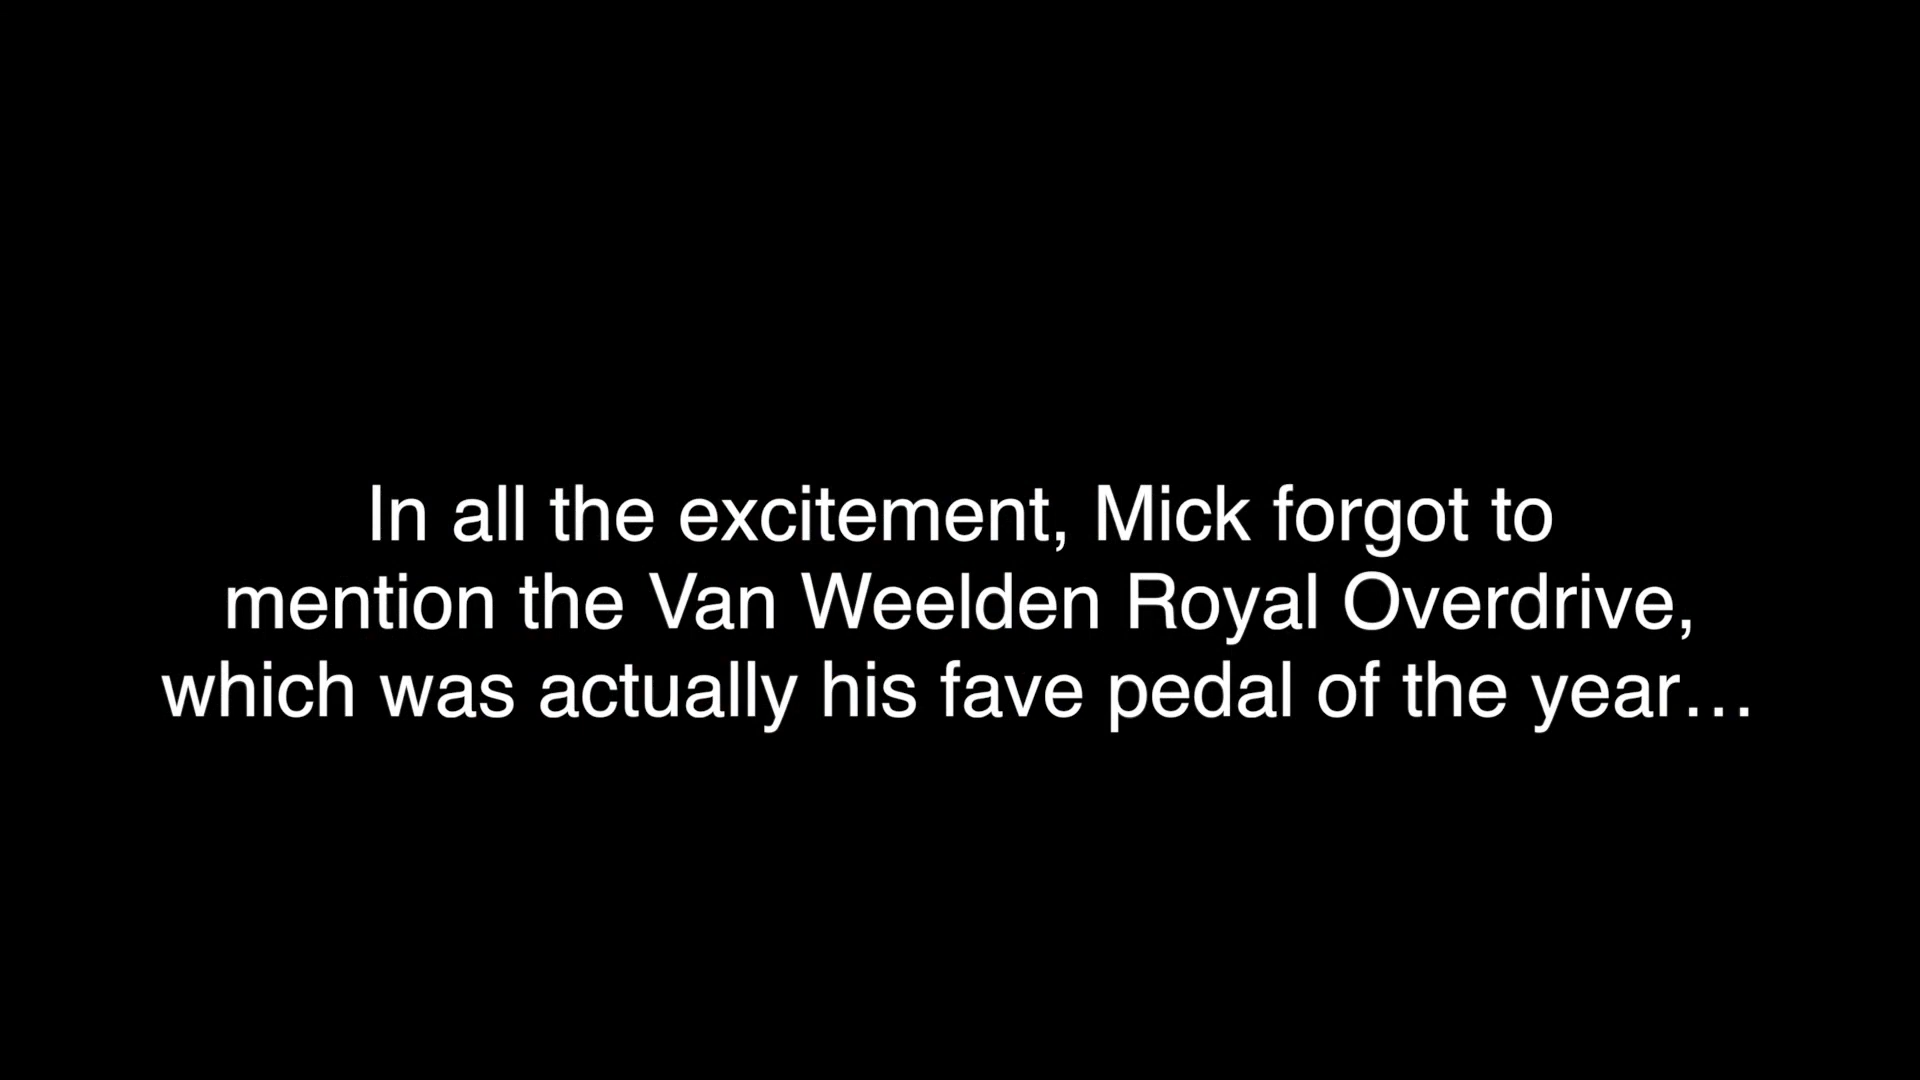 In all the excitement, Mick forgot to
mention the Van Weelden Royal Overdrive,
which was actually his fave pedal of the year…